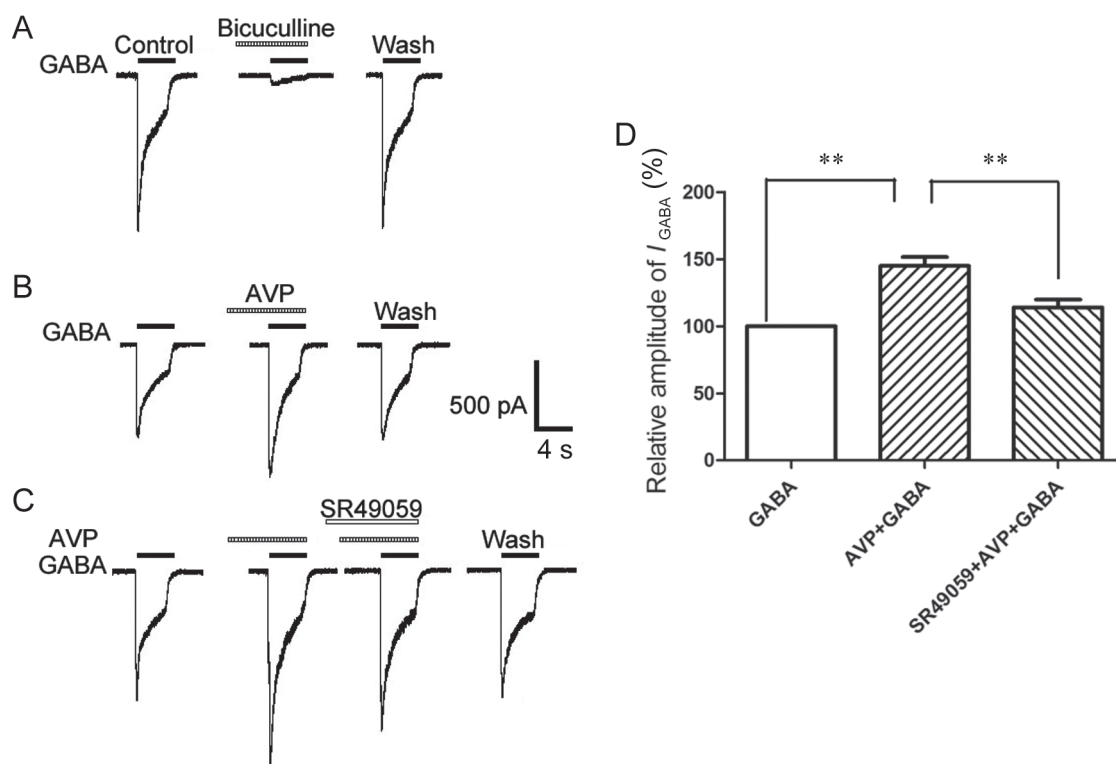 A
Control
Bicuculline
Wash
GABA
B
AVP
Wash
GABA
500 pA
4 s
C
SR49059
AVP
Wash
GABA
D
**
**
Relative amplitude of I GABA (%)
200
150
100
50
0
GABA
AVP+GABA
SR49059+AVP+GABA